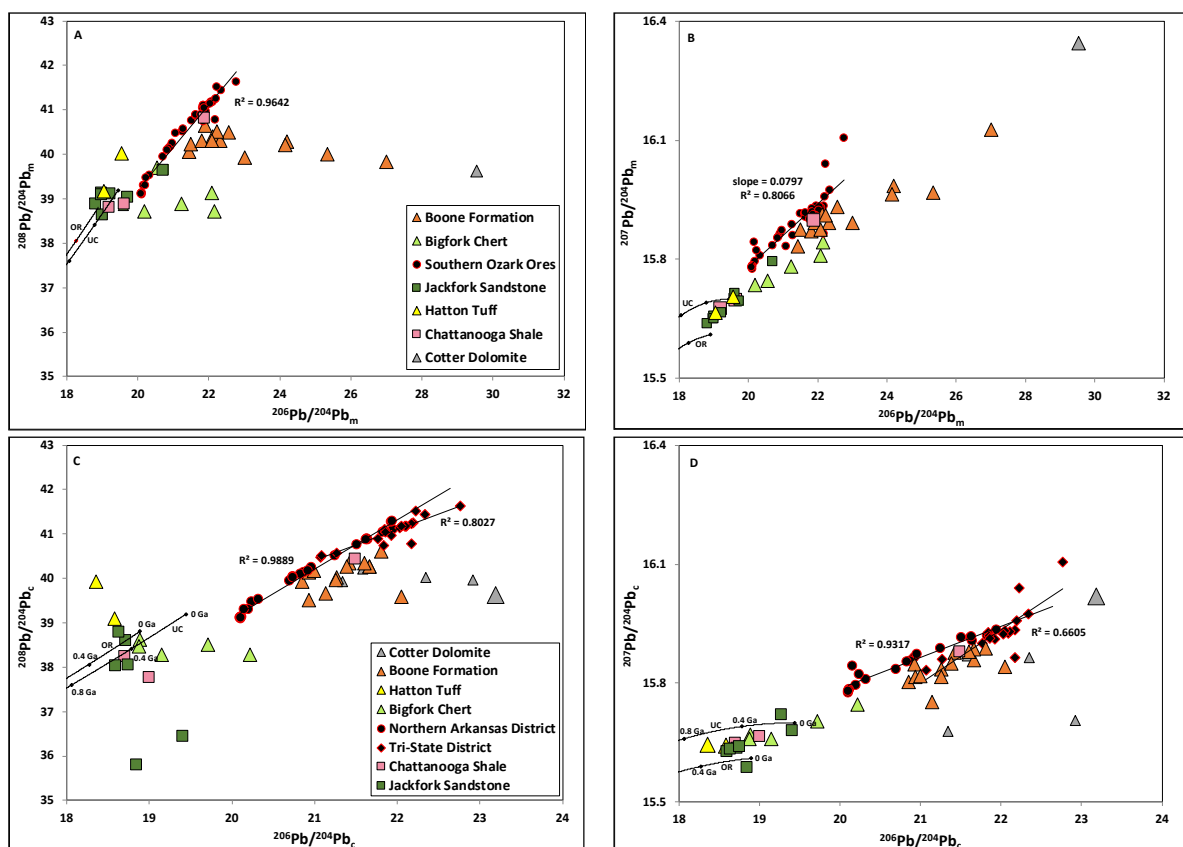 A
43
42
41
40
39
38
37
36
35
²⁰⁸Pb/²⁰⁴Pbₘ
R² = 0.9642
OR
UC
Boone Formation
Bigfork Chert
Southern Ozark Ores
Jackfork Sandstone
Hatton Tuff
Chattanooga Shale
Cotter Dolomite
18 20 22 24 26 28 30 32
²⁰⁶Pb/²⁰⁴Pbₘ
B
16.4
16.1
15.8
15.5
²⁰⁷Pb/²⁰⁴Pbₘ
slope = 0.0797
R² = 0.8066
UC
OR
18 20 22 24 26 28 30 32
²⁰⁶Pb/²⁰⁴Pbₘ
C
43
42
41
40
39
38
37
36
35
²⁰⁸Pb/²⁰⁴Pb꜀
R² = 0.8027
R² = 0.9889
0 Ga
0 Ga
UC
OR
0.4 Ga
0.4 Ga
0.8 Ga
Cotter Dolomite
Boone Formation
Hatton Tuff
Bigfork Chert
Northern Arkansas District
Tri-State District
Chattanooga Shale
Jackfork Sandstone
18 19 20 21 22 23 24
²⁰⁶Pb/²⁰⁴Pb꜀
D
16.4
16.1
15.8
15.5
²⁰⁷Pb/²⁰⁴Pb꜀
R² = 0.9317
R² = 0.6605
UC
0.4 Ga
0.8 Ga
0 Ga
OR
0 Ga
0.4 Ga
18 19 20 21 22 23 24
²⁰⁶Pb/²⁰⁴Pb꜀